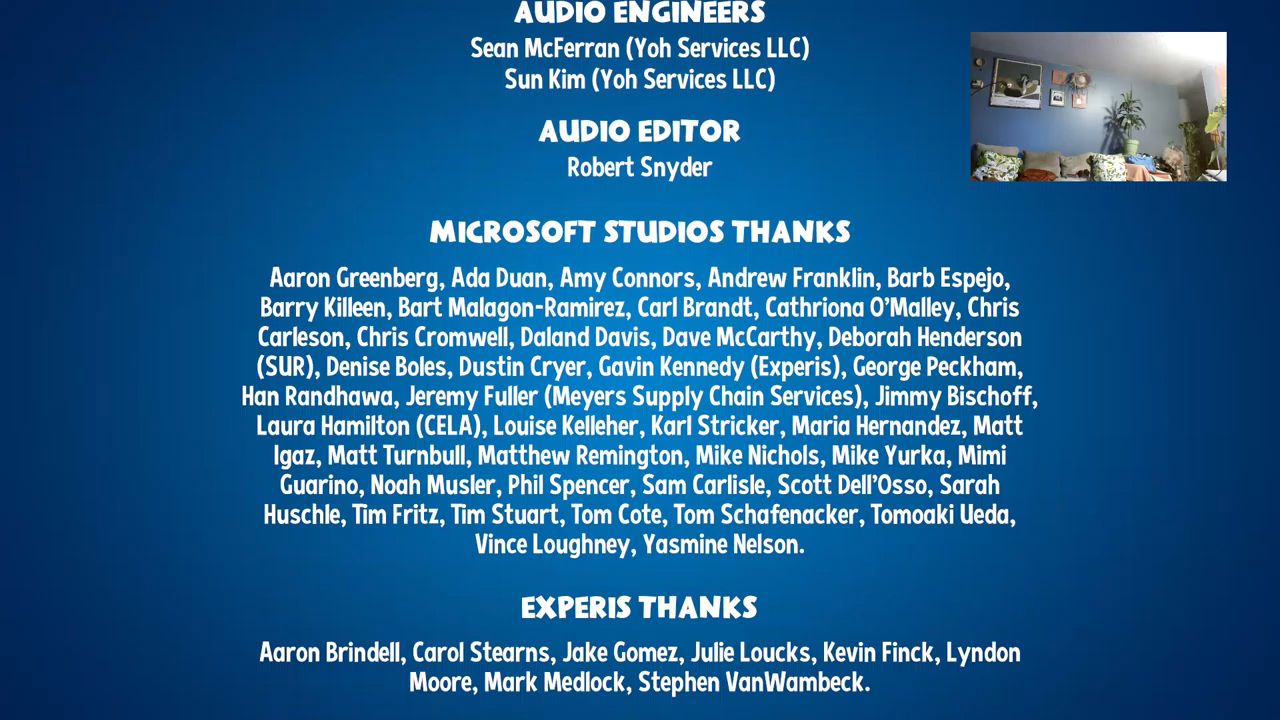 AUDIO ENGINEERS
Sean McFerran (Yoh Services LLC)
Sun Kim (Yoh Services LLC)
AUDIO EDITOR
Robert Snyder
MICROSOFT STUDIOS THANKS
Aaron Greenberg, Ada Duan, Amy Connors, Andrew Franklin, Barb Espejo,
Barry Killeen, Bart Malagon-Ramirez, Carl Brandt, Cathriona O'Malley, Chris
Carleson, Chris Cromwell, Daland Davis, Dave McCarthy, Deborah Henderson
(SUR), Denise Boles, Dustin Cryer, Gavin Kennedy (Experis), George Peckham,
Han Randhawa, Jeremy Fuller (Meyers Supply Chain Services), Jimmy Bischoff,
Laura Hamilton (CELA), Louise Kelleher, Karl Stricker, Maria Hernandez, Matt
Igaz, Matt Turnbull, Matthew Remington, Mike Nichols, Mike Yurka, Mimi
Guarino, Noah Musler, Phil Spencer, Sam Carlisle, Scott Dell'Osso, Sarah
Huschle, Tim Fritz, Tim Stuart, Tom Cote, Tom Schafenacker, Tomoaki Ueda,
Vince Loughney, Yasmine Nelson.
EXPERIS THANKS
Aaron Brindell, Carol Stearns, Jake Gomez, Julie Loucks, Kevin Finck, Lyndon
Moore, Mark Medlock, Stephen VanWambeck.